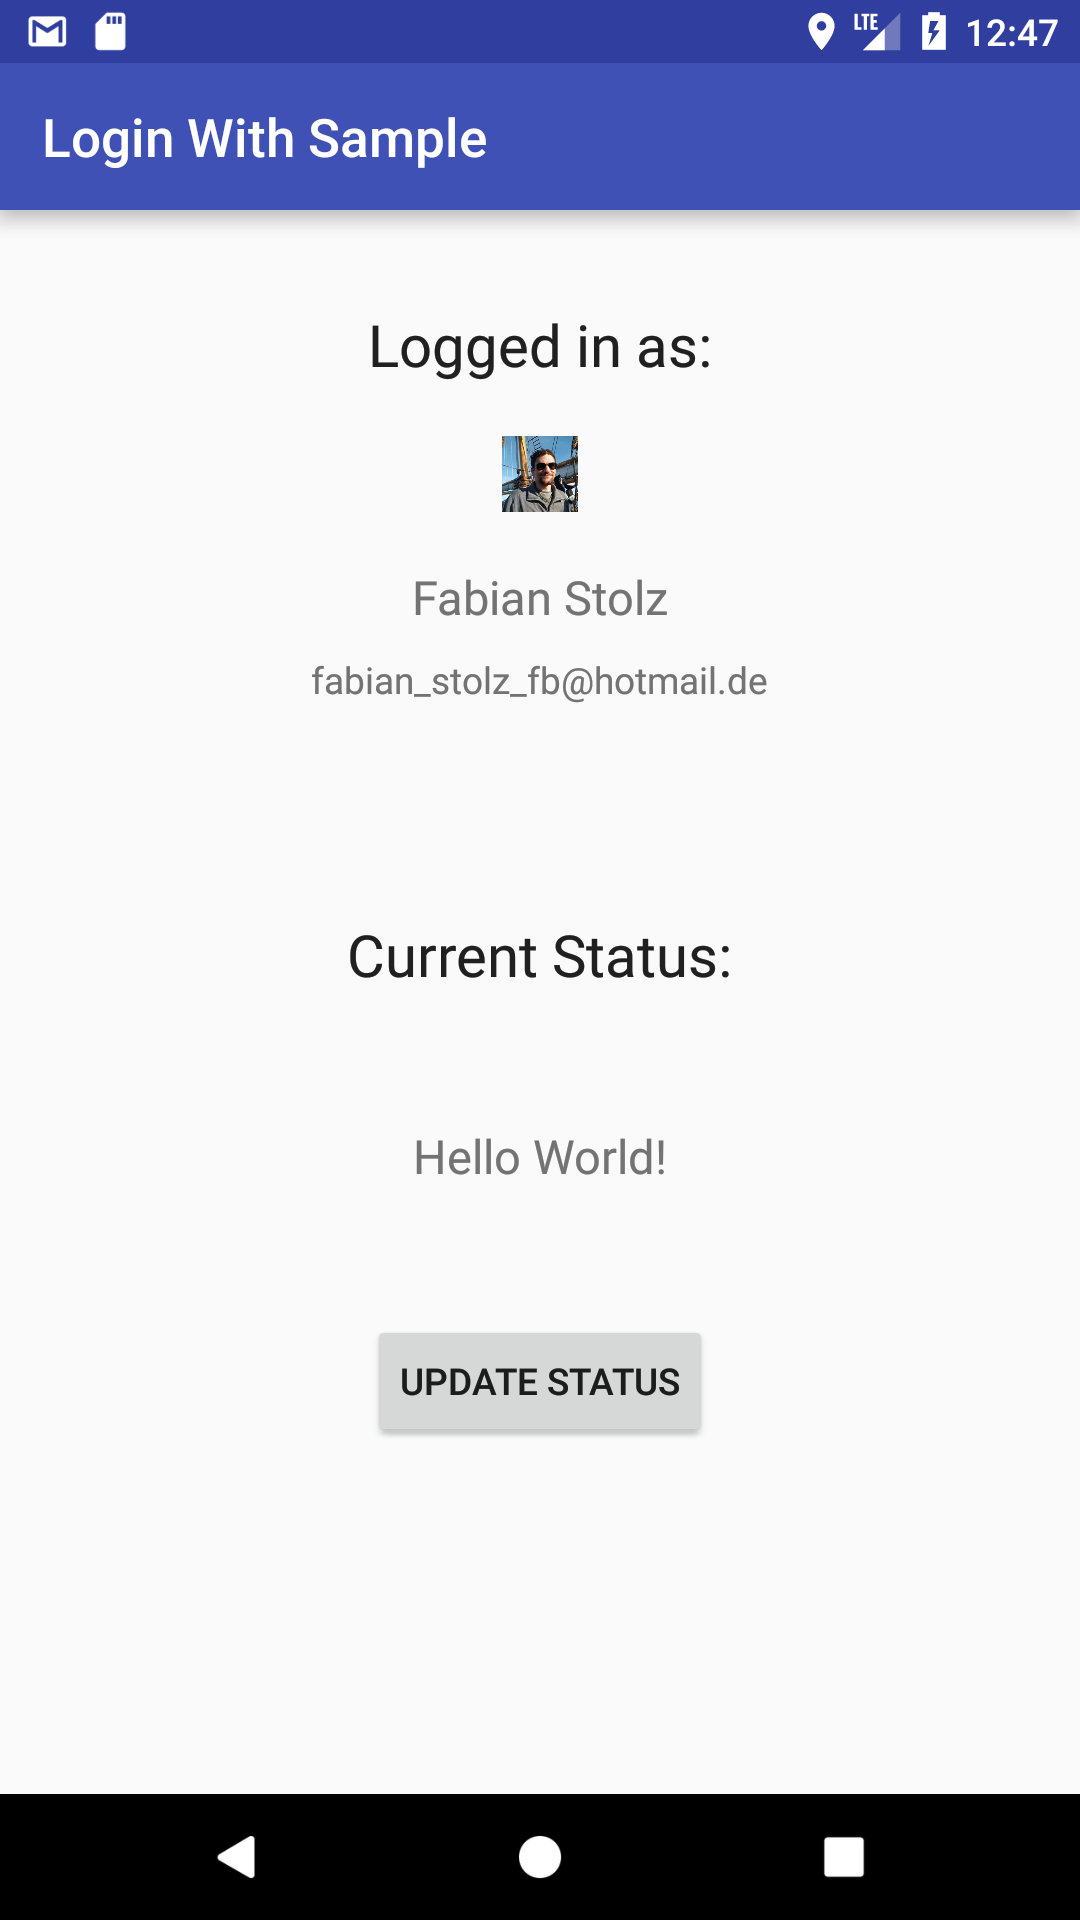 LTE 12:47
Login With Sample
Logged in as:
Fabian Stolz
fabian_stolz_fb@hotmail.de
Current Status:
Hello World!
UPDATE STATUS